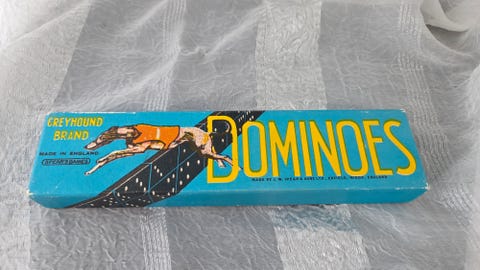 GREYHOUND
BRAND
MADE IN ENGLAND
SPEAR'S GAMES
DOMINOES
MADE BY J. W. SPEAR & SONS LTD., ENFIELD, MIDDX, ENGLAND